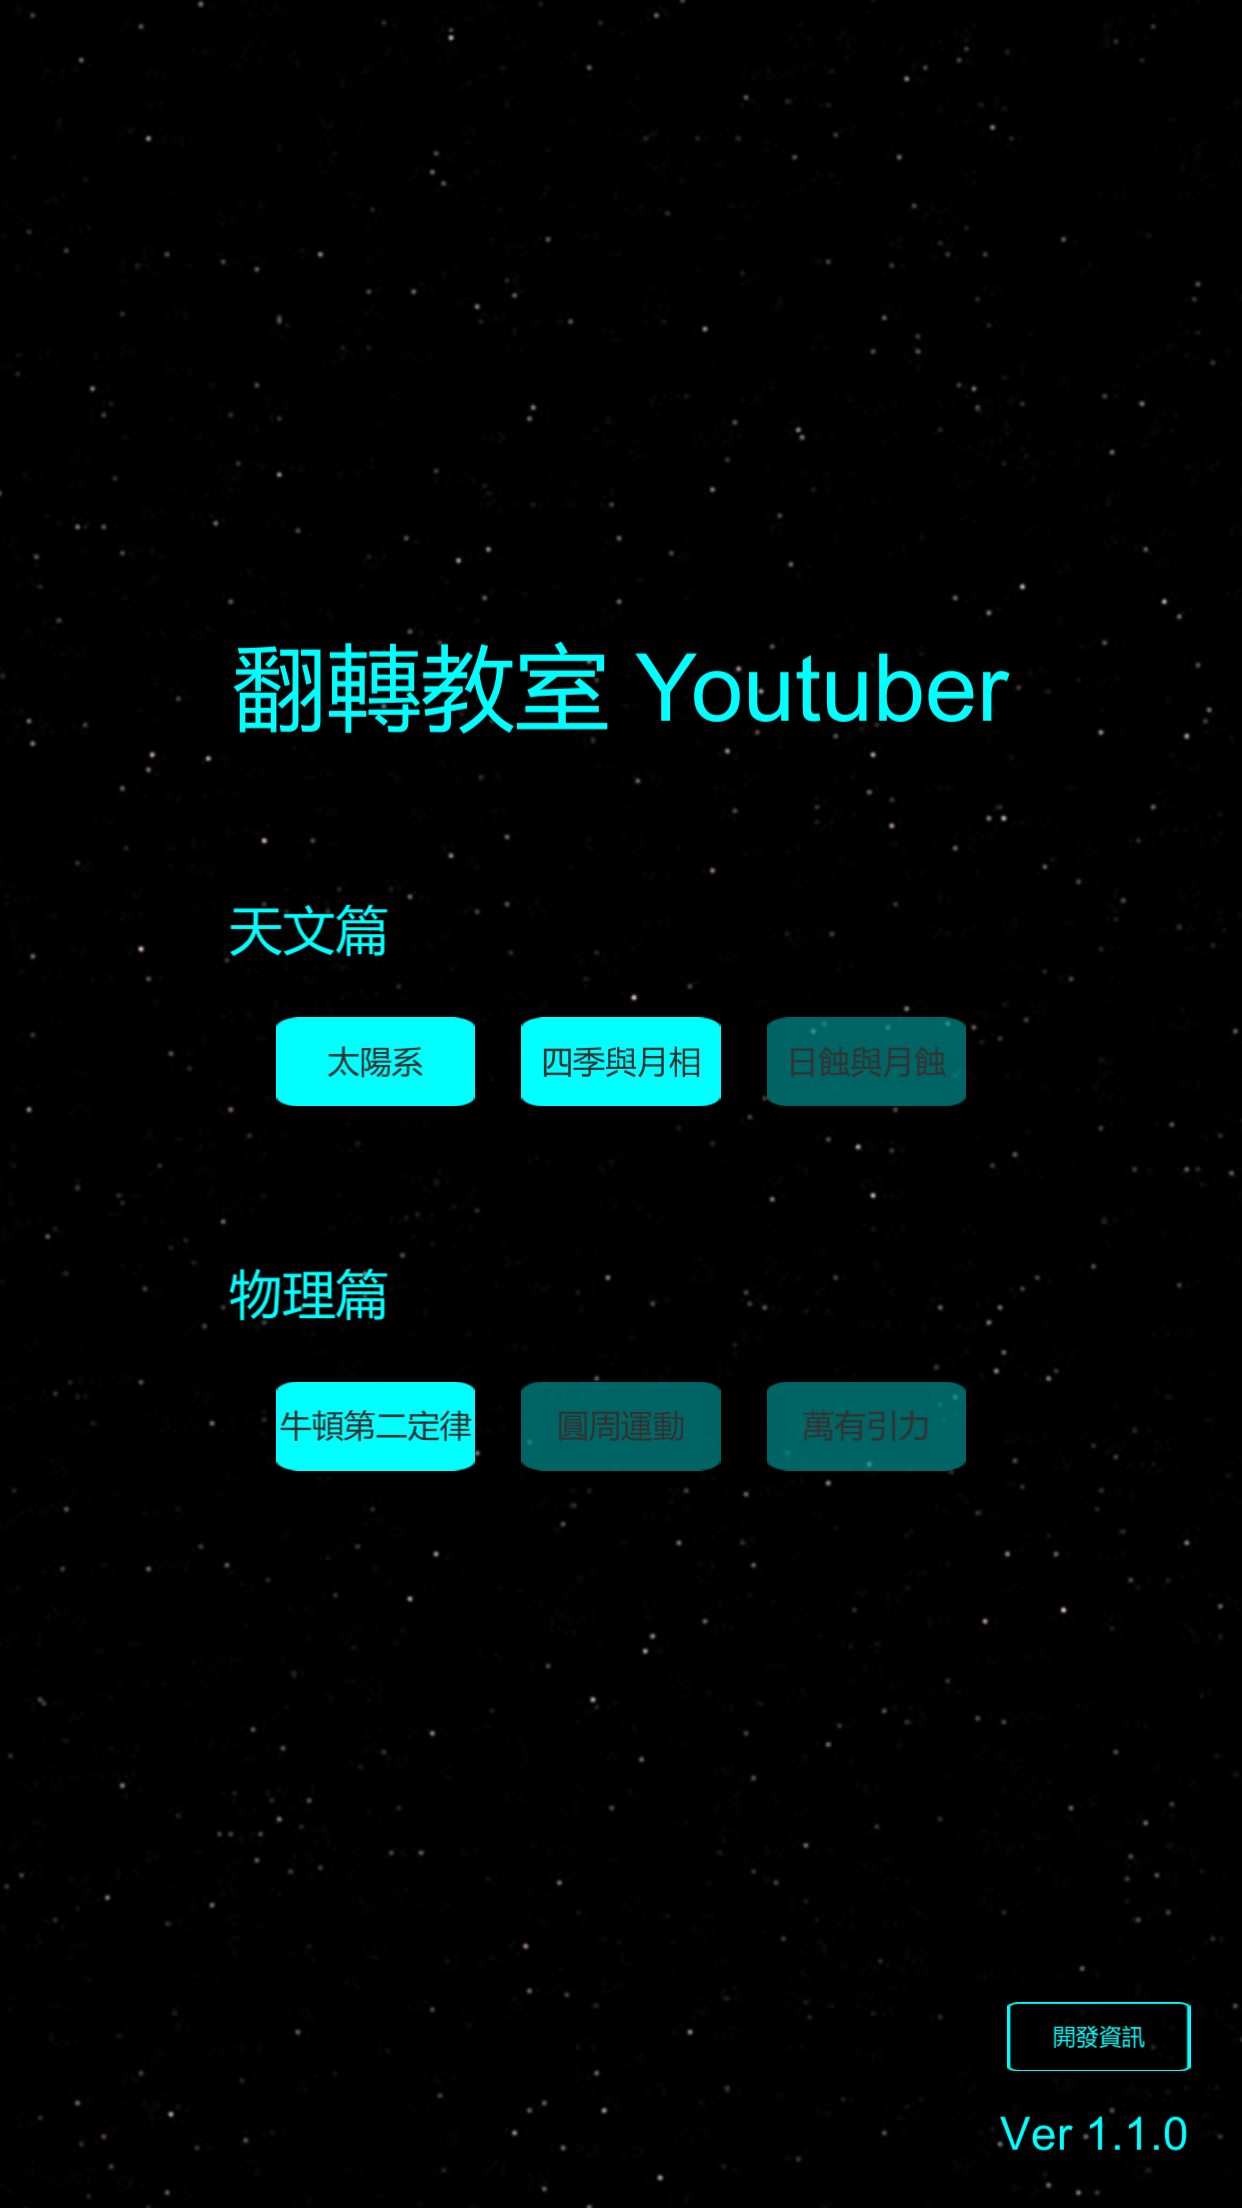 翻轉教室 Youtuber
天文篇
太陽系 四季與月相 日蝕與月蝕
物理篇
牛頓第二定律 圓周運動 萬有引力
開發資訊
Ver 1.1.0